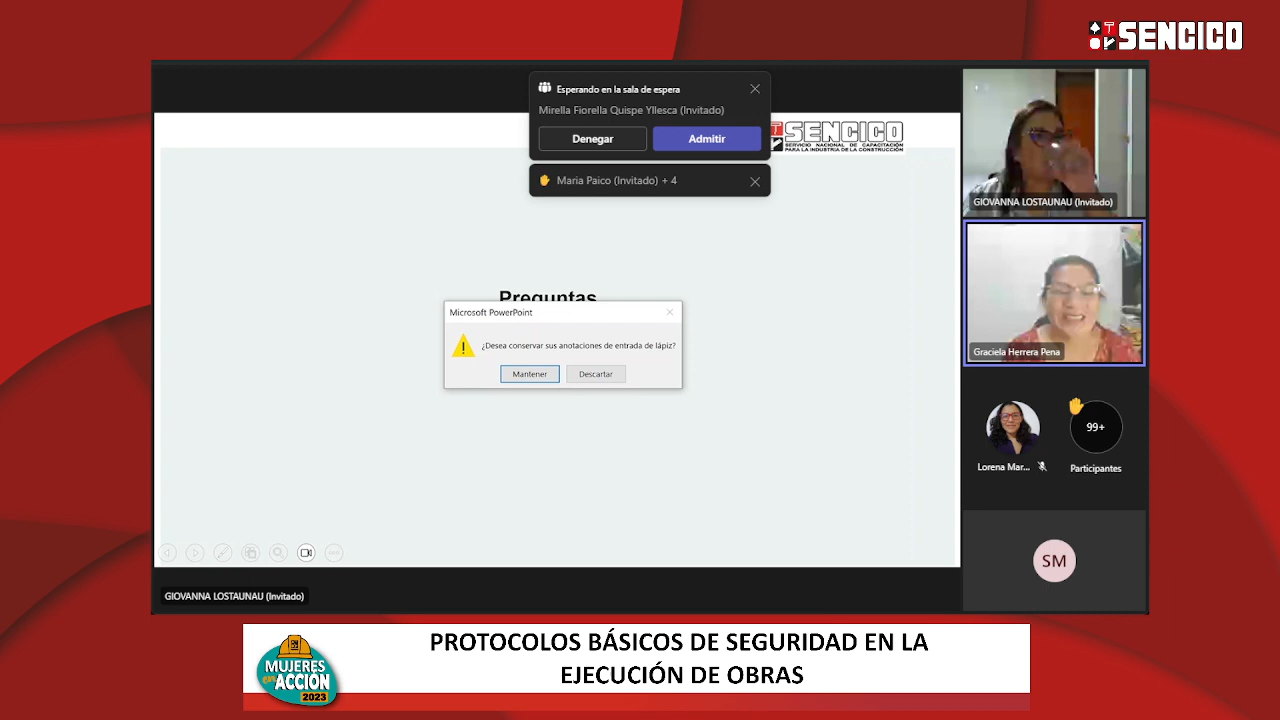 SENCICO
Esperando en la sala de espera
Mirella Fiorella Quispe Yllesca (Invitado)
Denegar
Admitir
Maria Paico (Invitado) + 4
SENCICO
SERVICIO NACIONAL DE CAPACITACIÓN
PARA LA INDUSTRIA DE LA CONSTRUCCIÓN
GIOVANNA LOSTAUNAU (Invitado)
Preguntas
Microsoft PowerPoint
¿Desea conservar sus anotaciones de entrada de lápiz?
Mantener
Descartar
Graciela Herrera Pena
99+
Lorena Mar...
Participantes
SM
GIOVANNA LOSTAUNAU (Invitado)
MUJERES
en
ACCIÓN
2023
PROTOCOLOS BÁSICOS DE SEGURIDAD EN LA
EJECUCIÓN DE OBRAS